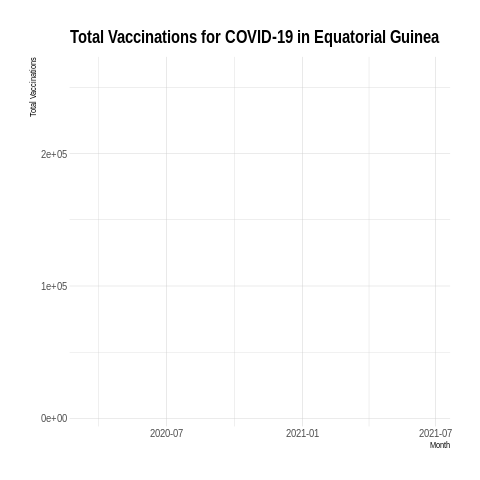 Total Vaccinations for COVID-19 in Equatorial Guinea
Total Vaccinations
2e+05
1e+05
0e+00
2020-07
2021-01
2021-07
Month